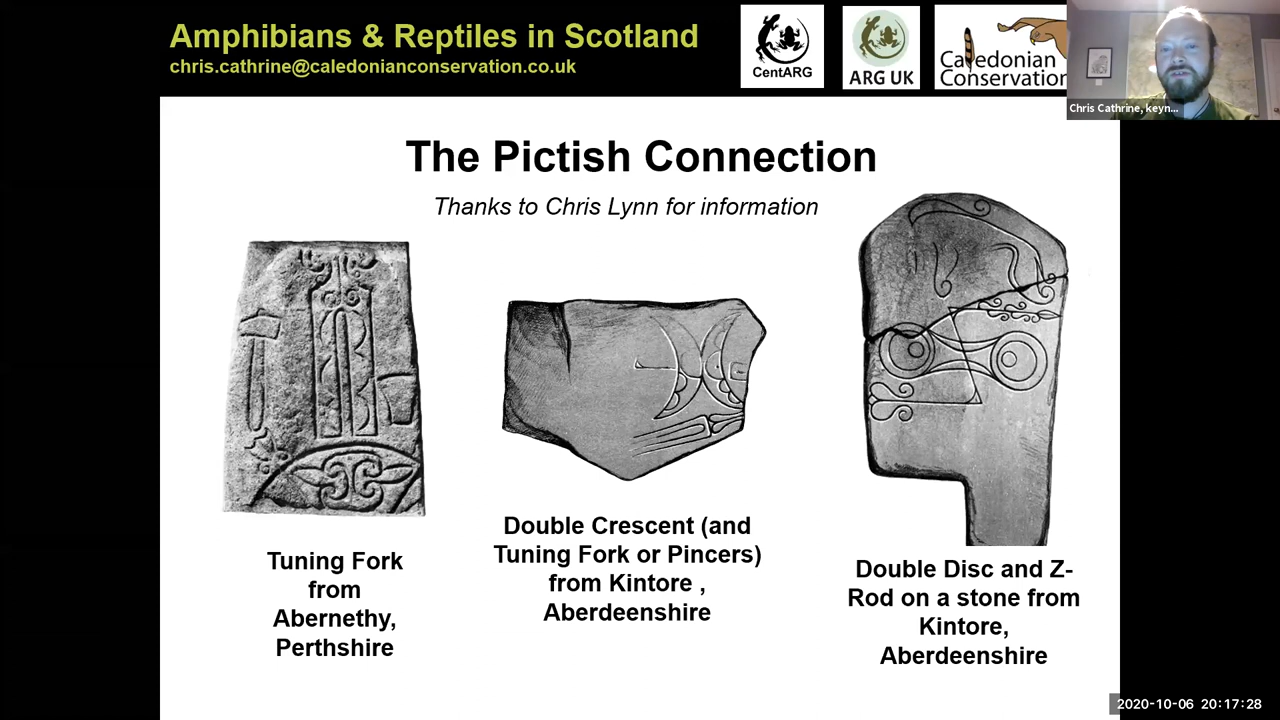 Amphibians & Reptiles in Scotland
chris.cathrine@caledonianconservation.co.uk
CentARG
ARG UK
Caledonian
Conservation
Chris Cathrine, keyn...
The Pictish Connection
Thanks to Chris Lynn for information
Tuning Fork
from
Abernethy,
Perthshire
Double Crescent (and
Tuning Fork or Pincers)
from Kintore ,
Aberdeenshire
Double Disc and Z-
Rod on a stone from
Kintore,
Aberdeenshire
2020-10-06 20:17:28